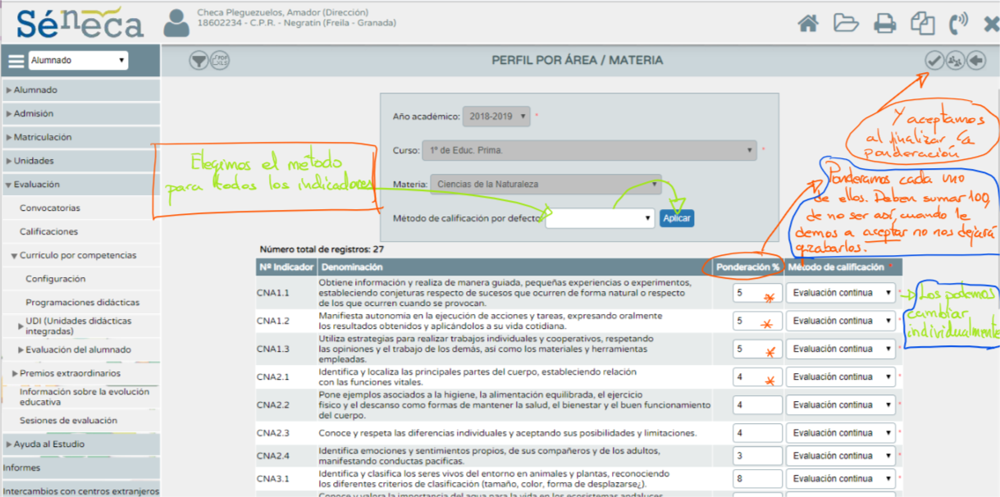 Séneca
Checa Pleguezuelos, Amador (Dirección)
18602234 - C.P.R. - Negratín (Freila - Granada)
Alumnado
PDF
XLS
PERFIL POR ÁREA / MATERIA
Alumnado
Admisión
Matriculación
Unidades
Evaluación
Convocatorias
Calificaciones
Currículo por competencias
Configuración
Programaciones didácticas
UDI (Unidades didácticas
integradas)
Evaluación del alumnado
Premios extraordinarios
Información sobre la evolución
educativa
Sesiones de evaluación
Ayuda al Estudio
Informes
Intercambios con centros extranjeros
Año académico: 2018-2019 *
Curso: 1º de Educ. Prima. *
Materia: Ciencias de la Naturaleza
Método de calificación por defecto: Aplicar
Elegimos el método
para todos los indicadores
Y aceptamos
al finalizar la
ponderación
Ponderamos cada uno
de ellos. Deben sumar 100,
de no ser así, cuando le
demos a aceptar no nos dejará
grabarlos.
Los podemos
cambiar
individualmente
Número total de registros: 27
Nº Indicador Denominación Ponderación % Método de calificación *
CNA1.1 Obtiene información y realiza de manera guiada, pequeñas experiencias o experimentos,
estableciendo conjeturas respecto de sucesos que ocurren de forma natural o respecto
de los que ocurren cuando se provocan.
5 Evaluación continua *
CNA1.2 Manifiesta autonomía en la ejecución de acciones y tareas, expresando oralmente
los resultados obtenidos y aplicándolos a su vida cotidiana.
5 Evaluación continua *
CNA1.3 Utiliza estrategias para realizar trabajos individuales y cooperativos, respetando
las opiniones y el trabajo de los demás, así como los materiales y herramientas
empleadas.
5 Evaluación continua *
CNA2.1 Identifica y localiza las principales partes del cuerpo, estableciendo relación
con las funciones vitales.
4 Evaluación continua *
CNA2.2 Pone ejemplos asociados a la higiene, la alimentación equilibrada, el ejercicio
físico y el descanso como formas de mantener la salud, el bienestar y el buen funcionamiento
del cuerpo.
4 Evaluación continua *
CNA2.3 Conoce y respeta las diferencias individuales y aceptando sus posibilidades y limitaciones.
4 Evaluación continua *
CNA2.4 Identifica emociones y sentimientos propios, de sus compañeros y de los adultos,
manifestando conductas pacíficas.
3 Evaluación continua *
CNA3.1 Identifica y clasifica los seres vivos del entorno en animales y plantas, reconociendo
los diferentes criterios de clasificación (tamaño, color, forma de desplazarse¿).
8 Evaluación continua *
Conoce y valora la importancia del agua para la vida en los ecosistemas andaluces